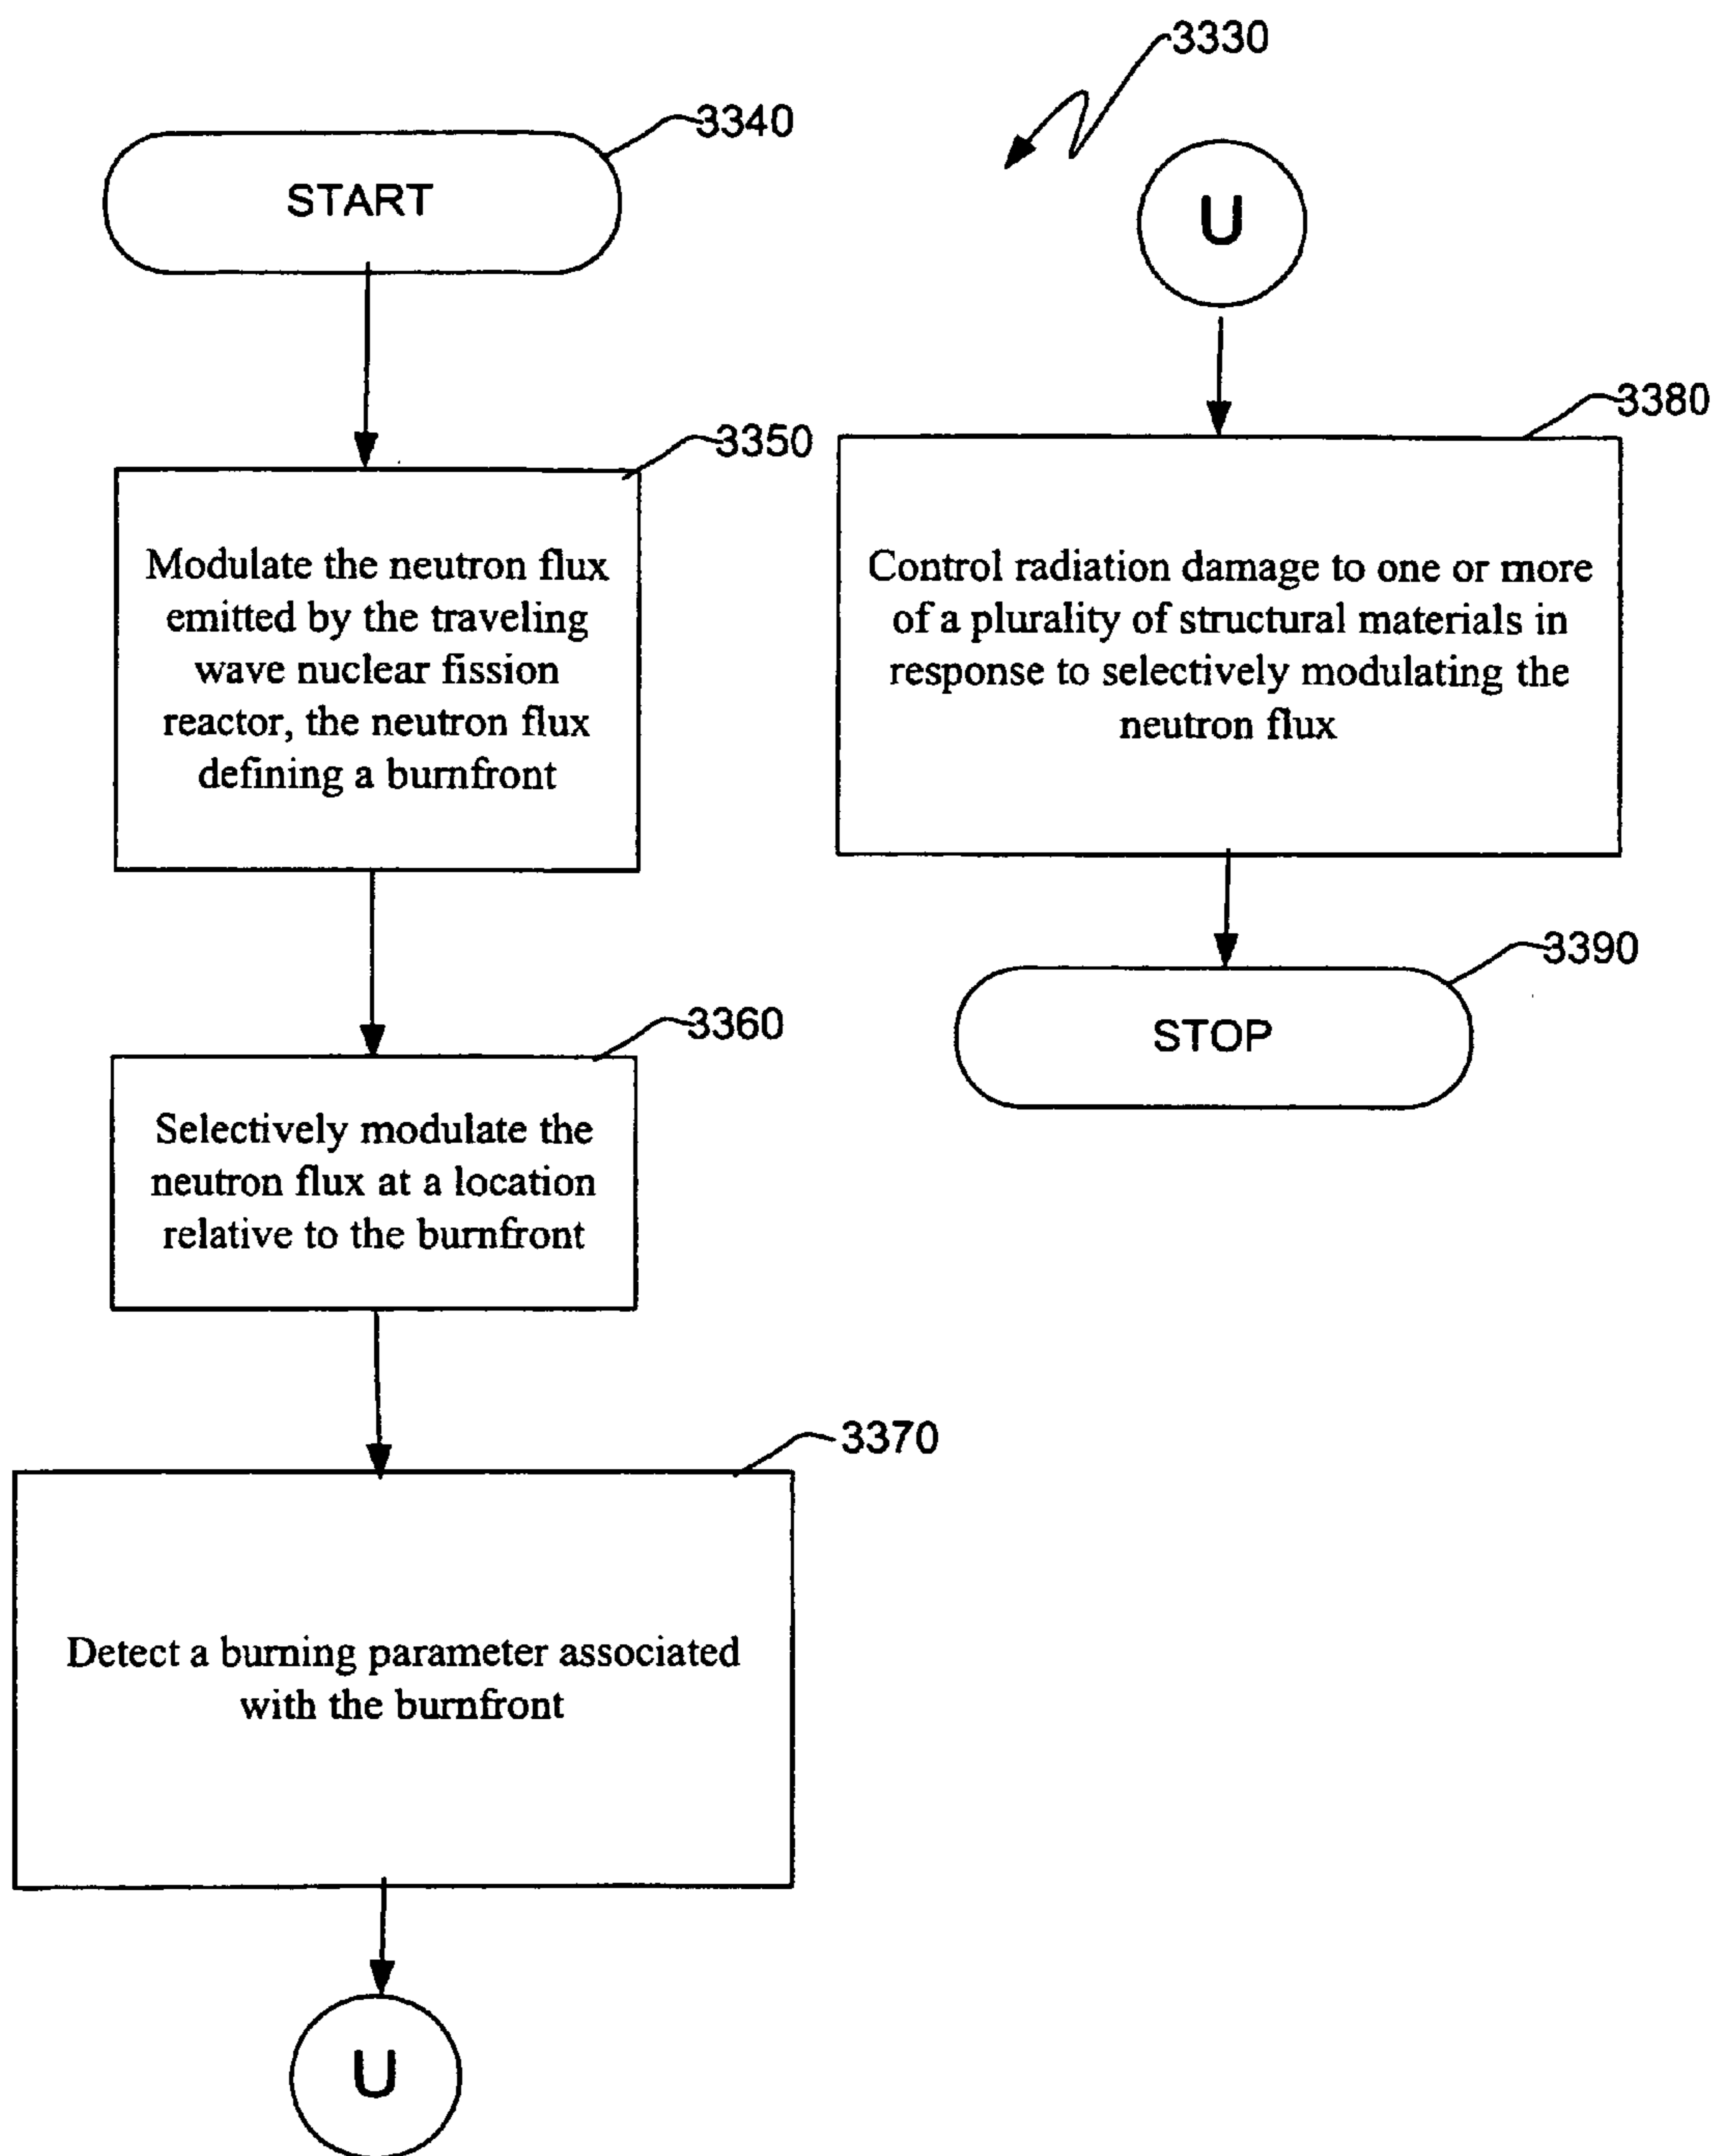 3330
3340
START
3350
Modulate the neutron flux
emitted by the traveling
wave nuclear fission
reactor, the neutron flux
defining a burnfront
3360
Selectively modulate the
neutron flux at a location
relative to the burnfront
3370
Detect a burning parameter associated
with the burnfront
U
U
3380
Control radiation damage to one or more
of a plurality of structural materials in
response to selectively modulating the
neutron flux
3390
STOP